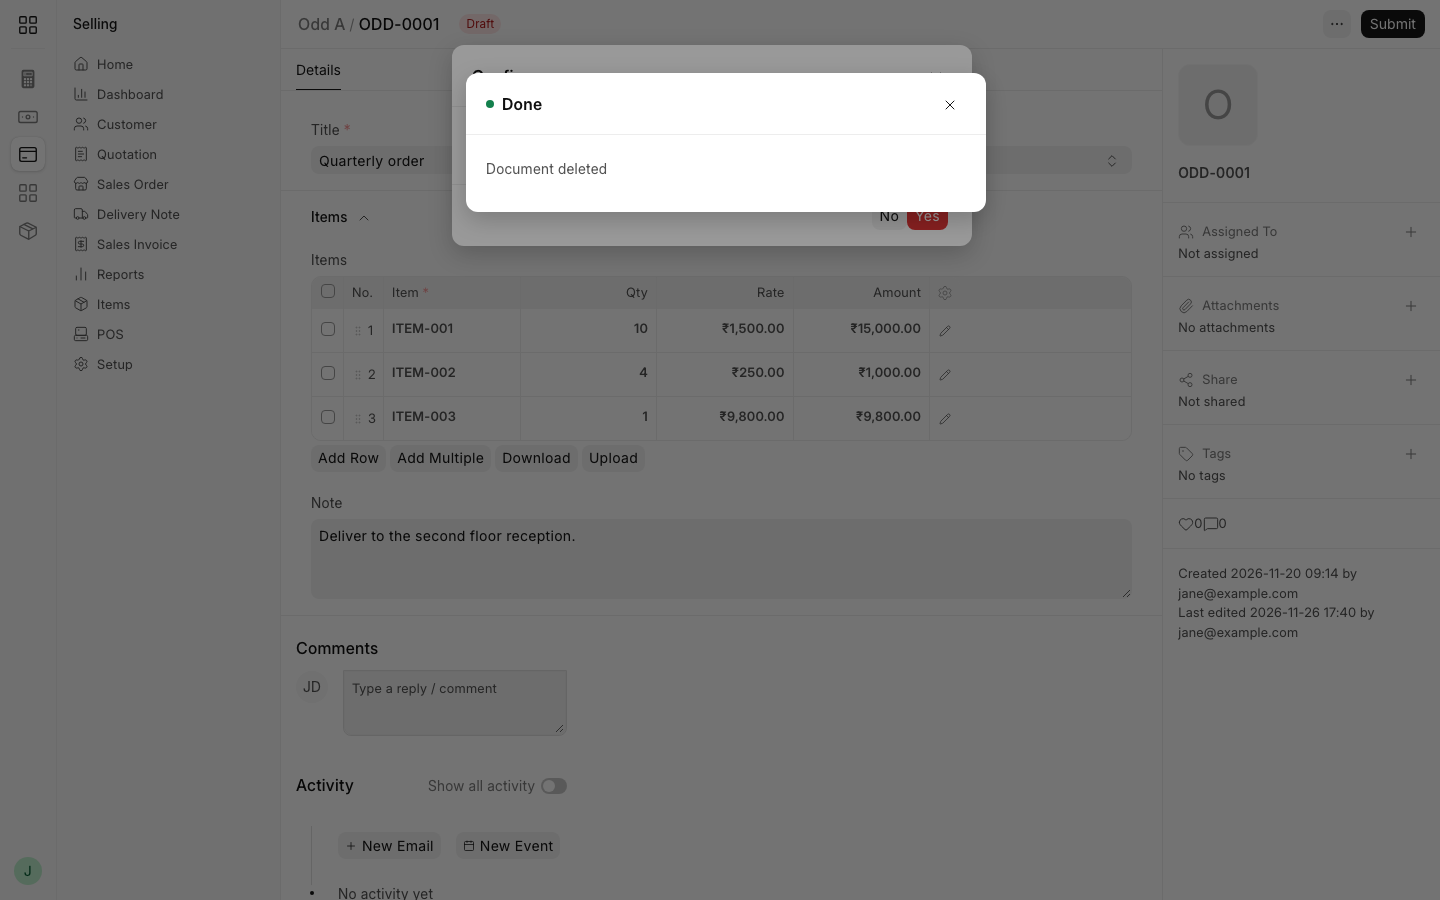 Selling
Home
Dashboard
Customer
Quotation
Sales Order
Delivery Note
Sales Invoice
Reports
Items
POS
Setup
J
Odd A / ODD-0001
Draft
Submit
Details
Done
Document deleted
No
Yes
Title *
Quarterly order
Items
Items
No. Item * Qty Rate Amount
1 ITEM-001 10 ₹1,500.00 ₹15,000.00
2 ITEM-002 4 ₹250.00 ₹1,000.00
3 ITEM-003 1 ₹9,800.00 ₹9,800.00
Add Row Add Multiple Download Upload
Note
Deliver to the second floor reception.
Comments
JD
Type a reply / comment
Activity
Show all activity
New Email New Event
No activity yet
O
ODD-0001
Assigned To
Not assigned
Attachments
No attachments
Share
Not shared
Tags
No tags
0 0
Created 2026-11-20 09:14 by
jane@example.com
Last edited 2026-11-26 17:40 by
jane@example.com